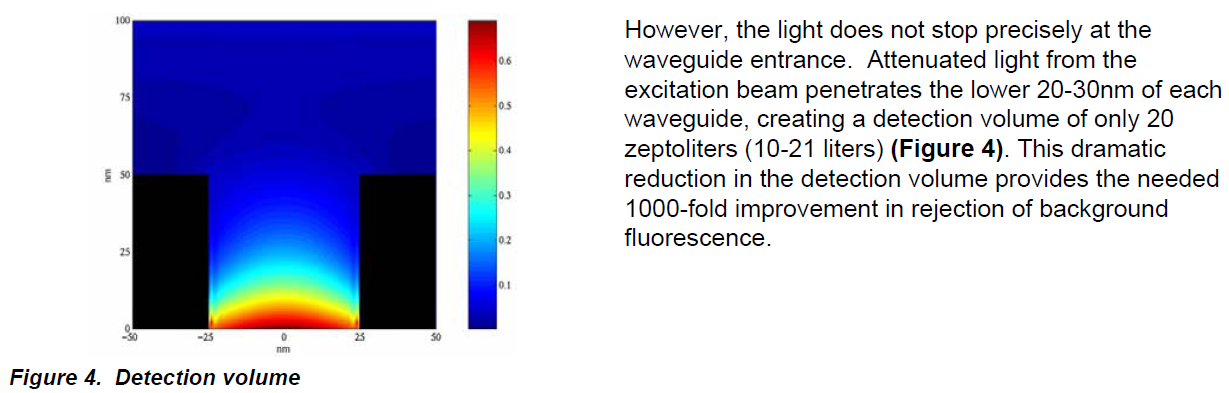 100
75
50
25
0
nm
-50
-25
0
25
50
nm
0.6
0.5
0.4
0.3
0.2
0.1
Figure 4. Detection volume
However, the light does not stop precisely at the
waveguide entrance. Attenuated light from the
excitation beam penetrates the lower 20-30nm of each
waveguide, creating a detection volume of only 20
zeptoliters (10-21 liters) (Figure 4). This dramatic
reduction in the detection volume provides the needed
1000-fold improvement in rejection of background
fluorescence.